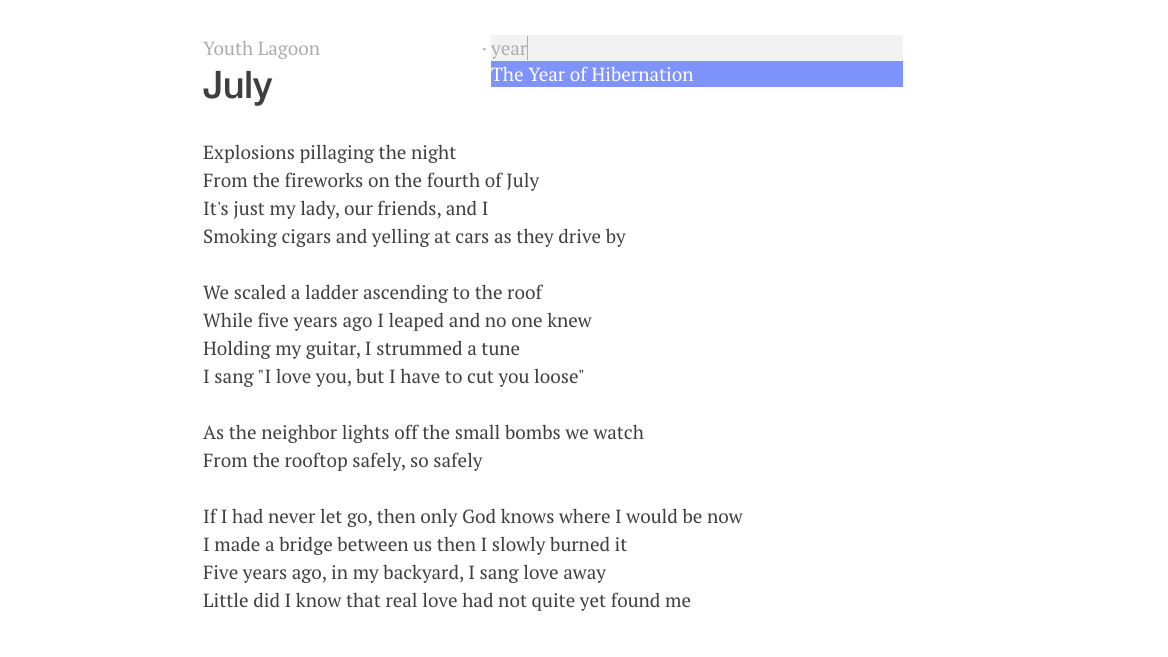 Youth Lagoon · year
The Year of Hibernation
July
Explosions pillaging the night
From the fireworks on the fourth of July
It's just my lady, our friends, and I
Smoking cigars and yelling at cars as they drive by
We scaled a ladder ascending to the roof
While five years ago I leaped and no one knew
Holding my guitar, I strummed a tune
I sang "I love you, but I have to cut you loose"
As the neighbor lights off the small bombs we watch
From the rooftop safely, so safely
If I had never let go, then only God knows where I would be now
I made a bridge between us then I slowly burned it
Five years ago, in my backyard, I sang love away
Little did I know that real love had not quite yet found me